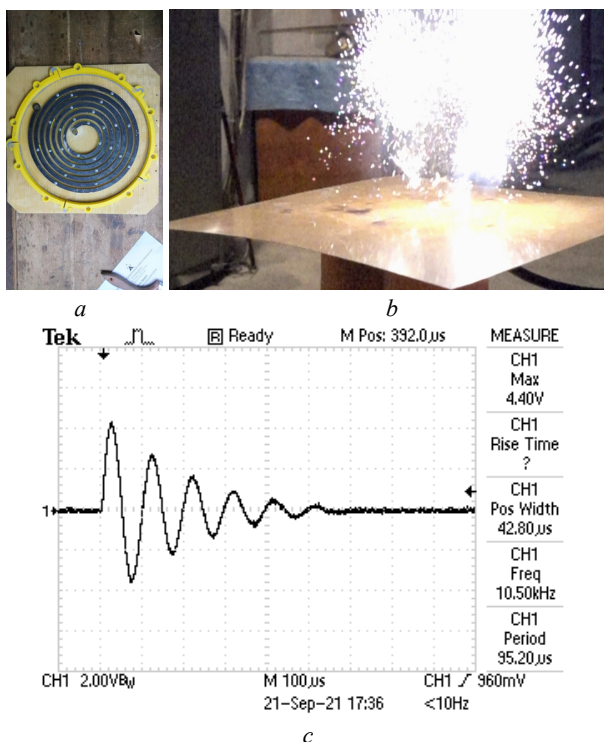 a
b
Tek
R Ready
M Pos: 392.0µs
MEASURE
CH1
Max
4.40V
CH1
Rise Time
?
CH1
Pos Width
42.80µs
CH1
Freq
10.50kHz
CH1
Period
95.20µs
1
CH1 2.00VBw
M 100µs
CH1 960mV
21-Sep-21 17:36
<10Hz
c